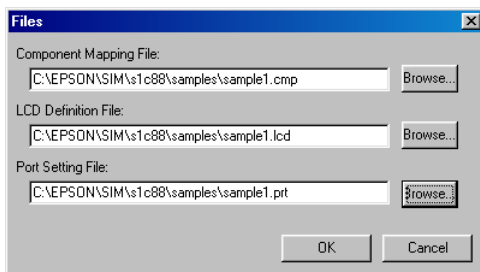 Files
Component Mapping File:
C:\EPSON\SIM\s1c88\samples\sample1.cmp
Browse...
LCD Definition File:
C:\EPSON\SIM\s1c88\samples\sample1.lcd
Browse...
Port Setting File:
C:\EPSON\SIM\s1c88\samples\sample1.prt
Browse...
OK
Cancel